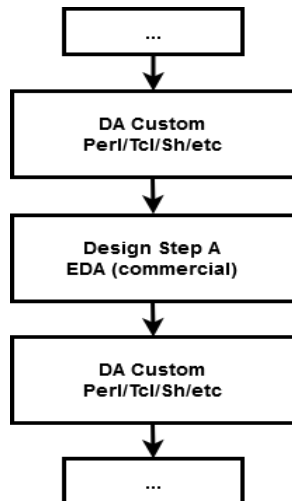 ...
DA Custom
Perl/Tcl/Sh/etc
Design Step A
EDA (commercial)
DA Custom
Perl/Tcl/Sh/etc
...